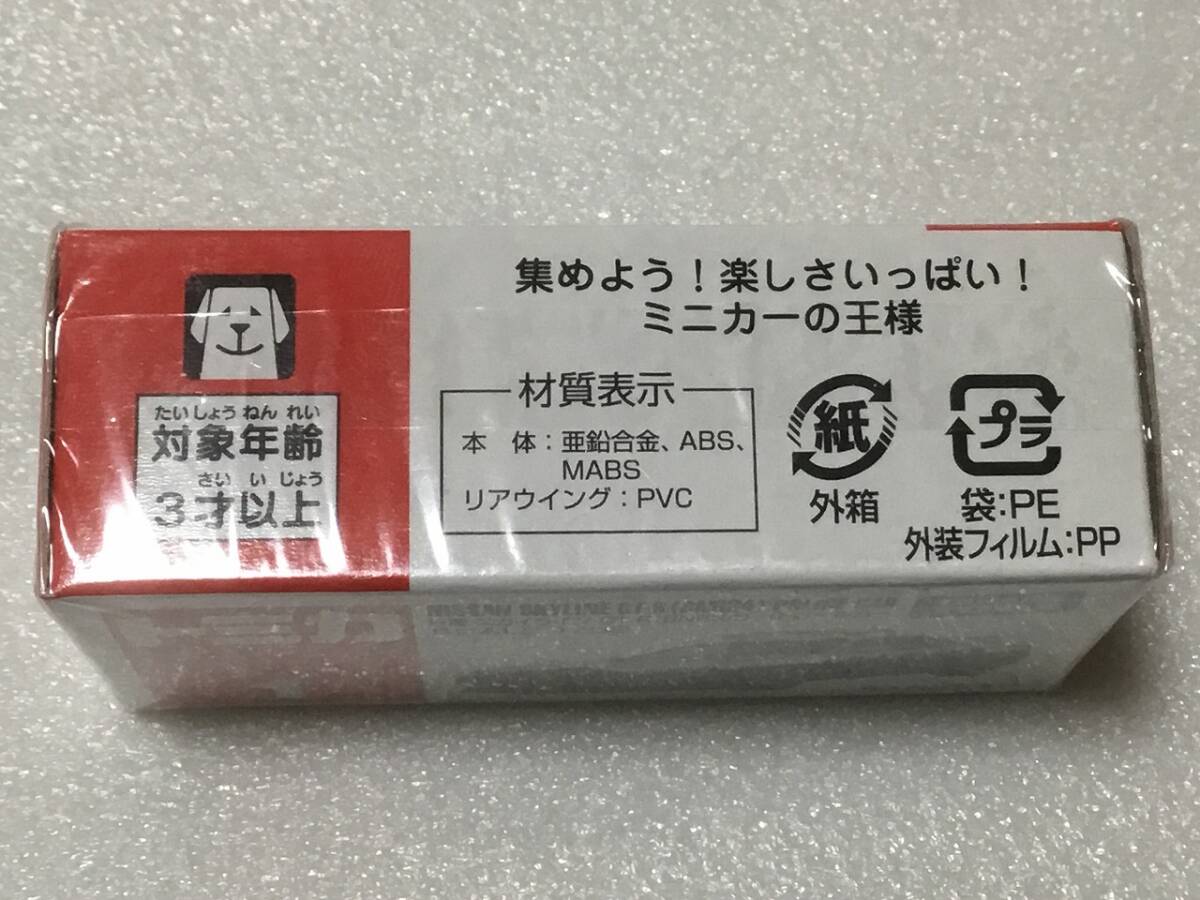 集めよう!楽しさいっぱい!
ミニカーの王様
たいしょうねんれい
対象年齢
さいいじょう
3才以上
材質表示
本 体:亜鉛合金、ABS、
MABS
リアウイング:PVC
紙
外箱
プラ
袋:PE
外装フィルム:PP
NISSAN SKYLINE GT-R